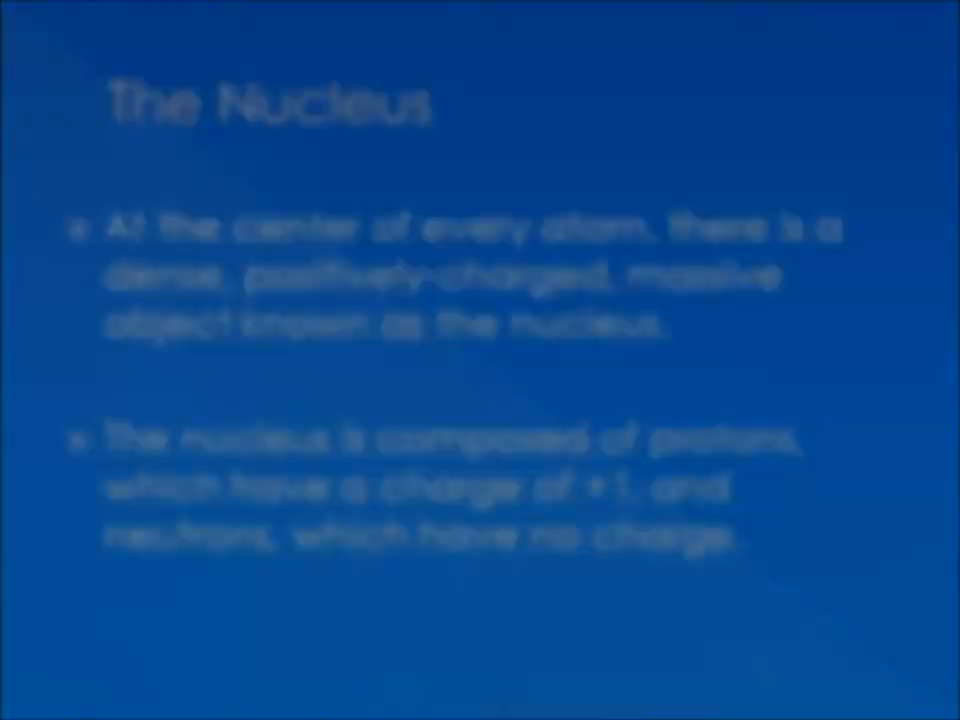 The Nucleus
At the center of every atom, there is a
dense, positively-charged, massive
object known as the nucleus.
The nucleus is composed of protons,
which have a charge of +1, and
neutrons, which have no charge.